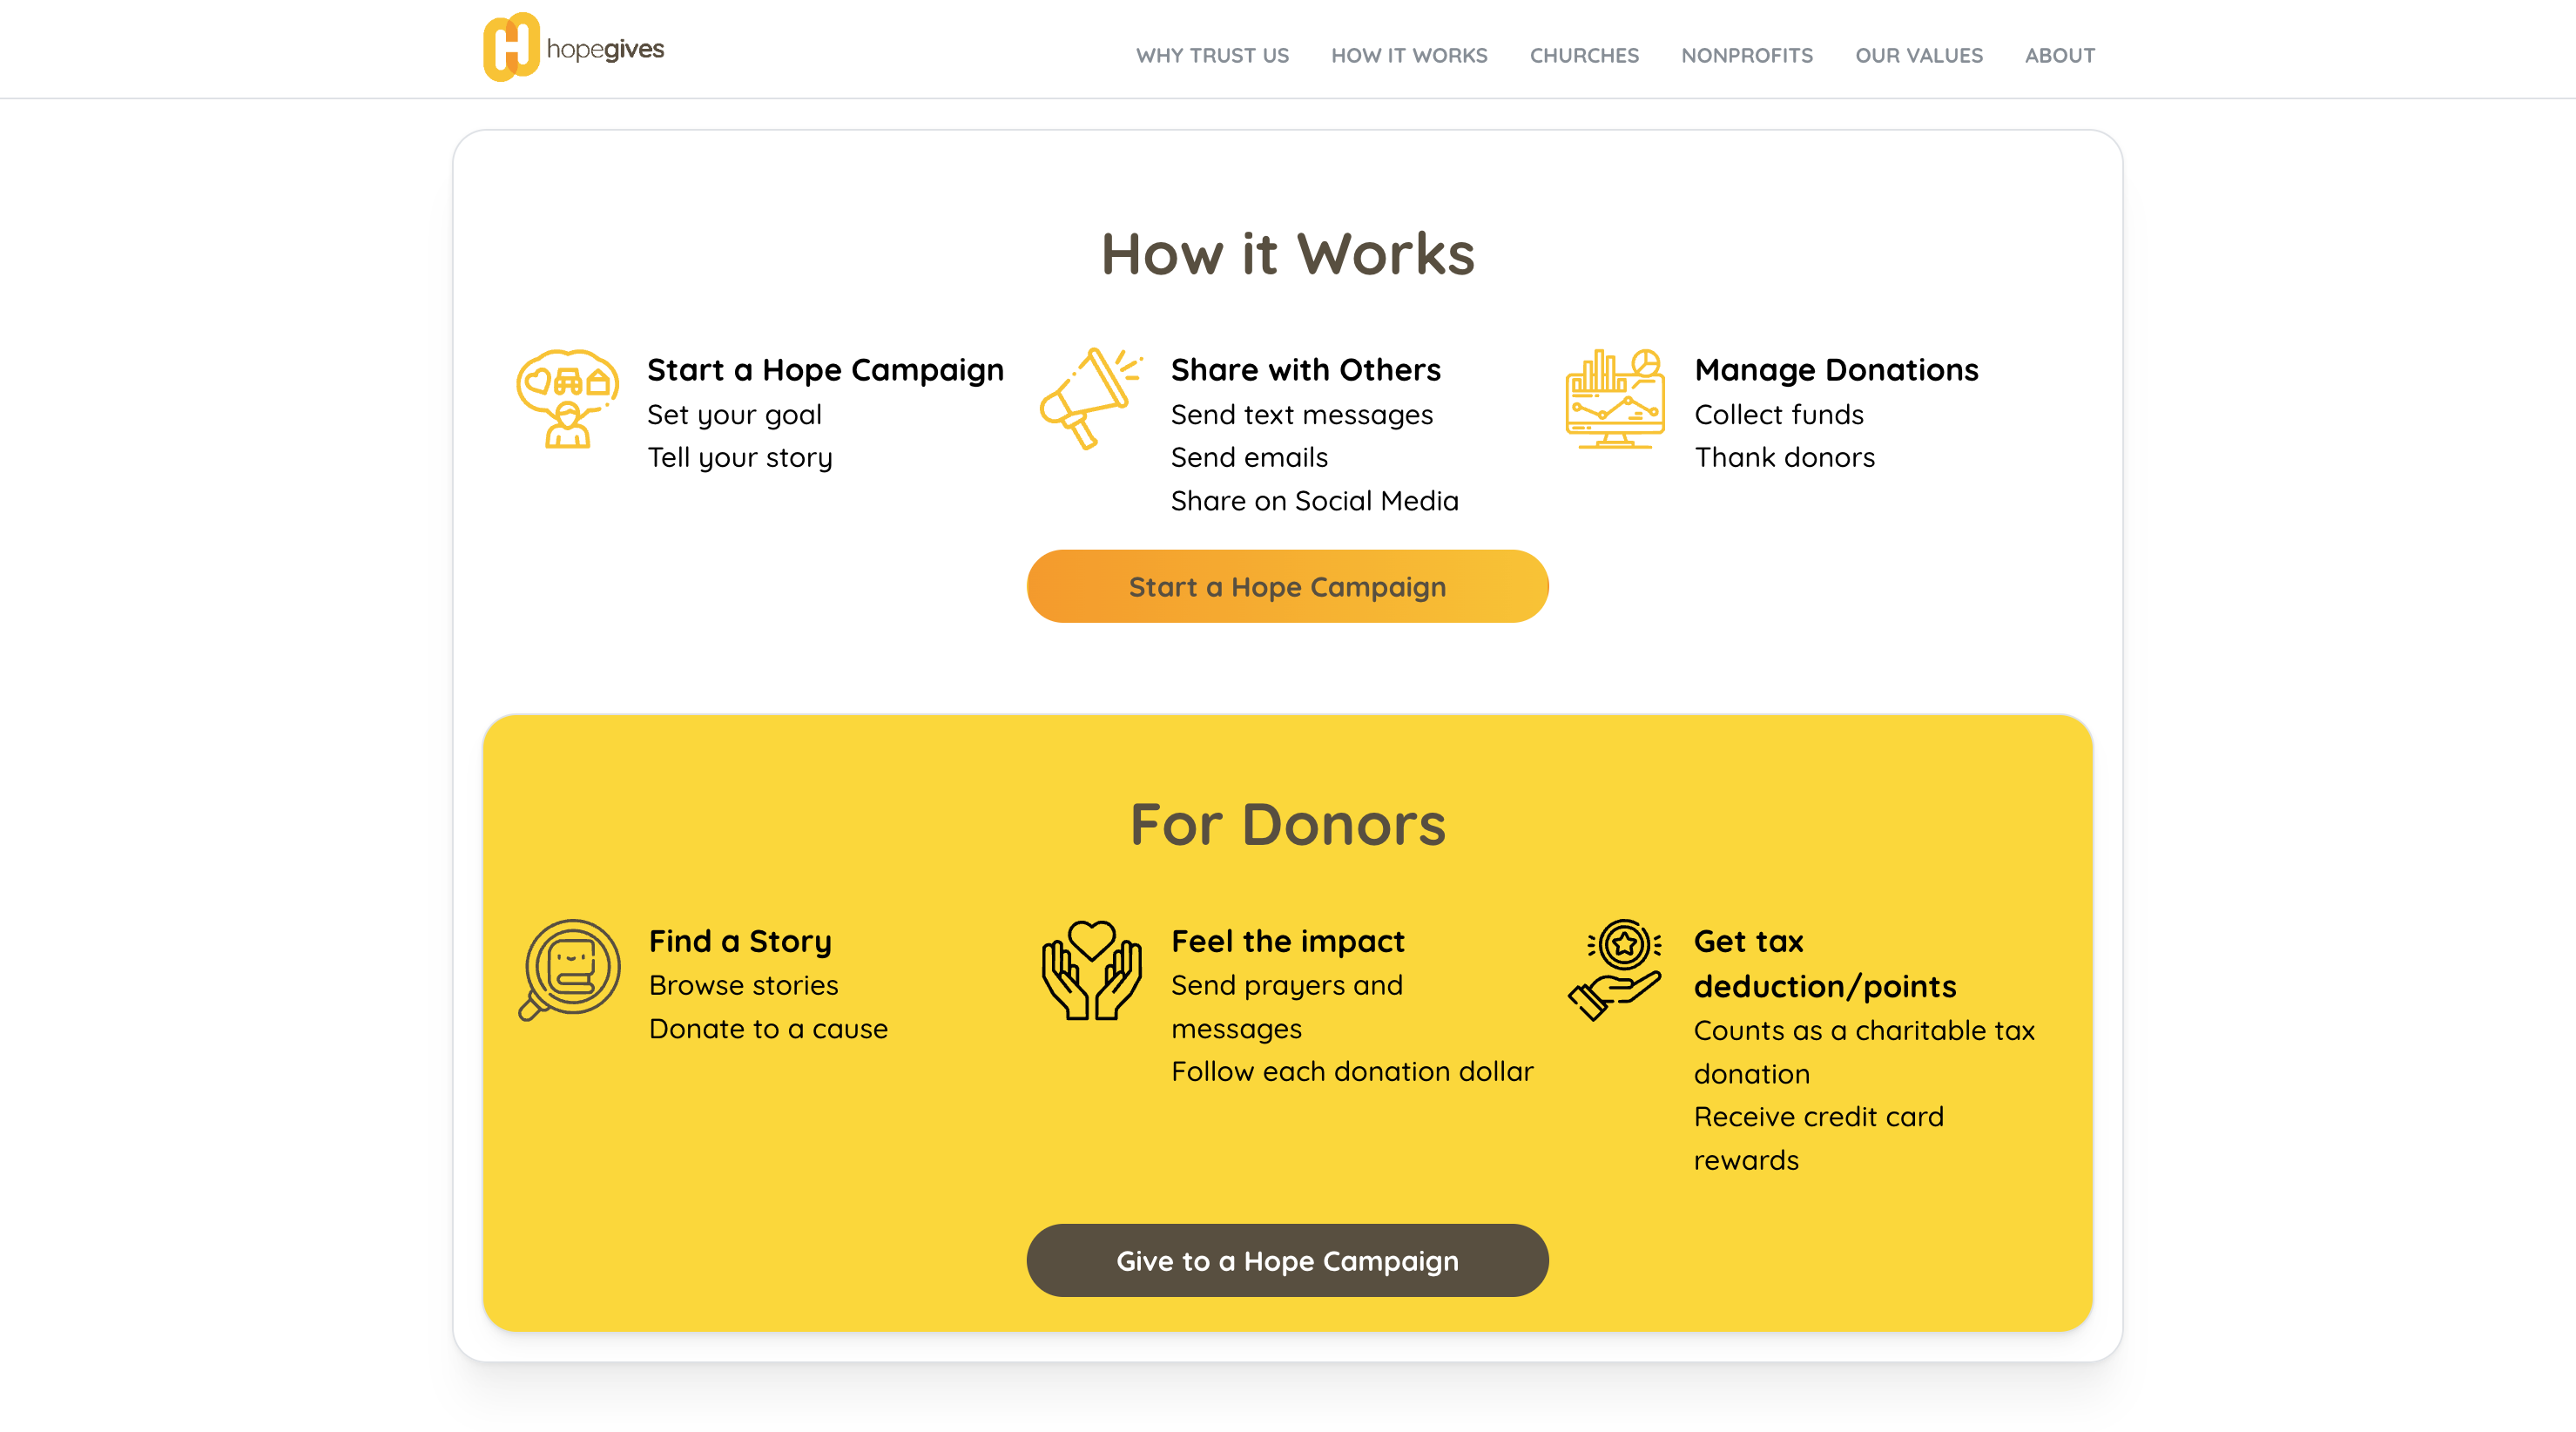 hopegives
WHY TRUST US
HOW IT WORKS
CHURCHES
NONPROFITS
OUR VALUES
ABOUT
How it Works
Start a Hope Campaign
Set your goal
Tell your story
Share with Others
Send text messages
Send emails
Share on Social Media
Manage Donations
Collect funds
Thank donors
Start a Hope Campaign
For Donors
Find a Story
Browse stories
Donate to a cause
Feel the impact
Send prayers and
messages
Follow each donation dollar
Get tax
deduction/points
Counts as a charitable tax
donation
Receive credit card
rewards
Give to a Hope Campaign